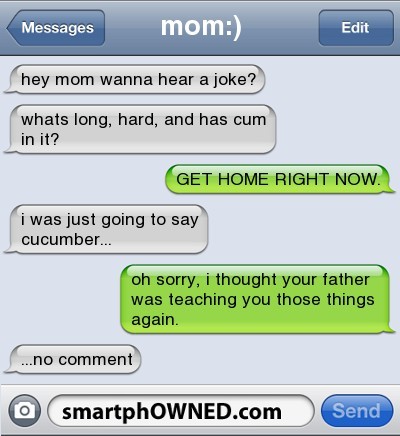 Messages
mom:)
Edit
hey mom wanna hear a joke?
whats long, hard, and has cum
in it?
GET HOME RIGHT NOW.
i was just going to say
cucumber...
oh sorry, i thought your father
was teaching you those things
again.
...no comment
smartphOWNED.com
Send